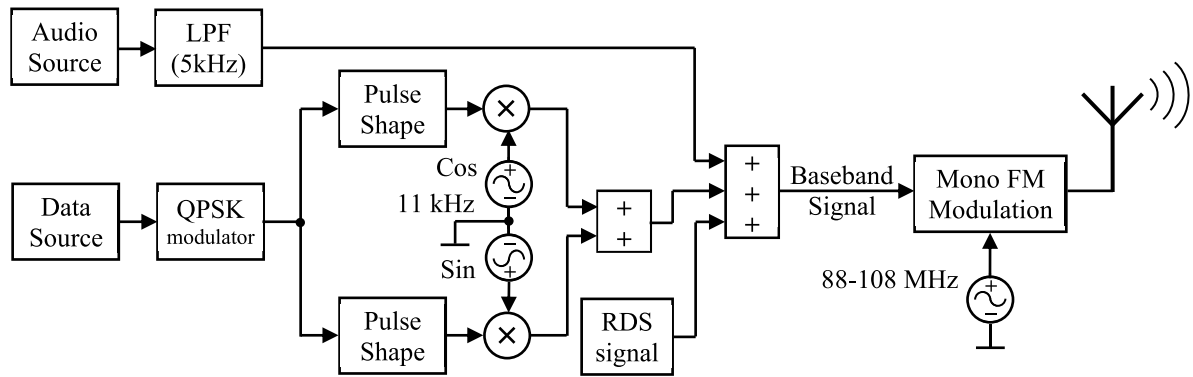 Audio
Source
LPF
(5kHz)
Pulse
Shape
×
Cos
+
−
11 kHz
Data
Source
QPSK
modulator
−
+
Sin
Pulse
Shape
×
+
+
RDS
signal
+
+
+
Baseband
Signal
Mono FM
Modulation
88-108 MHz
+
−